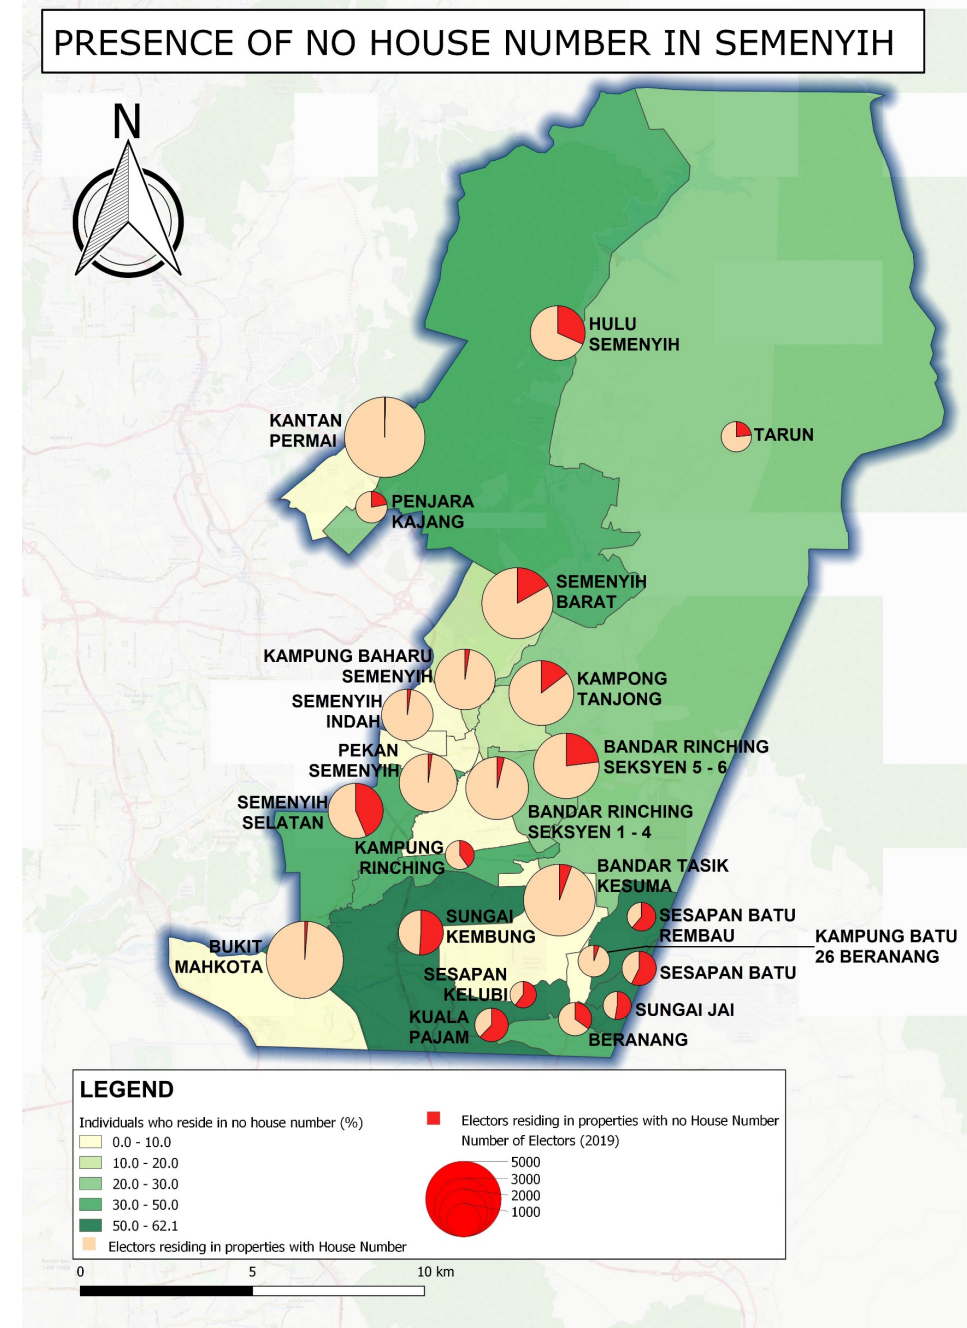 PRESENCE OF NO HOUSE NUMBER IN SEMENYIH
N
HULU
SEMENYIH
KANTAN
PERMAI
TARUN
PENJARA
KAJANG
SEMENYIH
BARAT
KAMPUNG BAHARU
SEMENYIH
KAMPONG
TANJONG
SEMENYIH
INDAH
PEKAN
SEMENYIH
BANDAR RINCHING
SEKSYEN 5 - 6
SEMENYIH
SELATAN
BANDAR RINCHING
SEKSYEN 1 - 4
KAMPUNG
RINCHING
BANDAR TASIK
KESUMA
SUNGAI
KEMBUNG
SESAPAN BATU
REMBAU
KAMPUNG BATU
26 BERANANG
BUKIT
MAHKOTA
SESAPAN BATU
SESAPAN
KELUBI
SUNGAI JAI
KUALA
PAJAM
BERANANG
LEGEND
Individuals who reside in no house number (%)
0.0 - 10.0
10.0 - 20.0
20.0 - 30.0
30.0 - 50.0
50.0 - 62.1
Electors residing in properties with House Number
Electors residing in properties with no House Number
Number of Electors (2019)
5000
3000
2000
1000
0 5 10 km